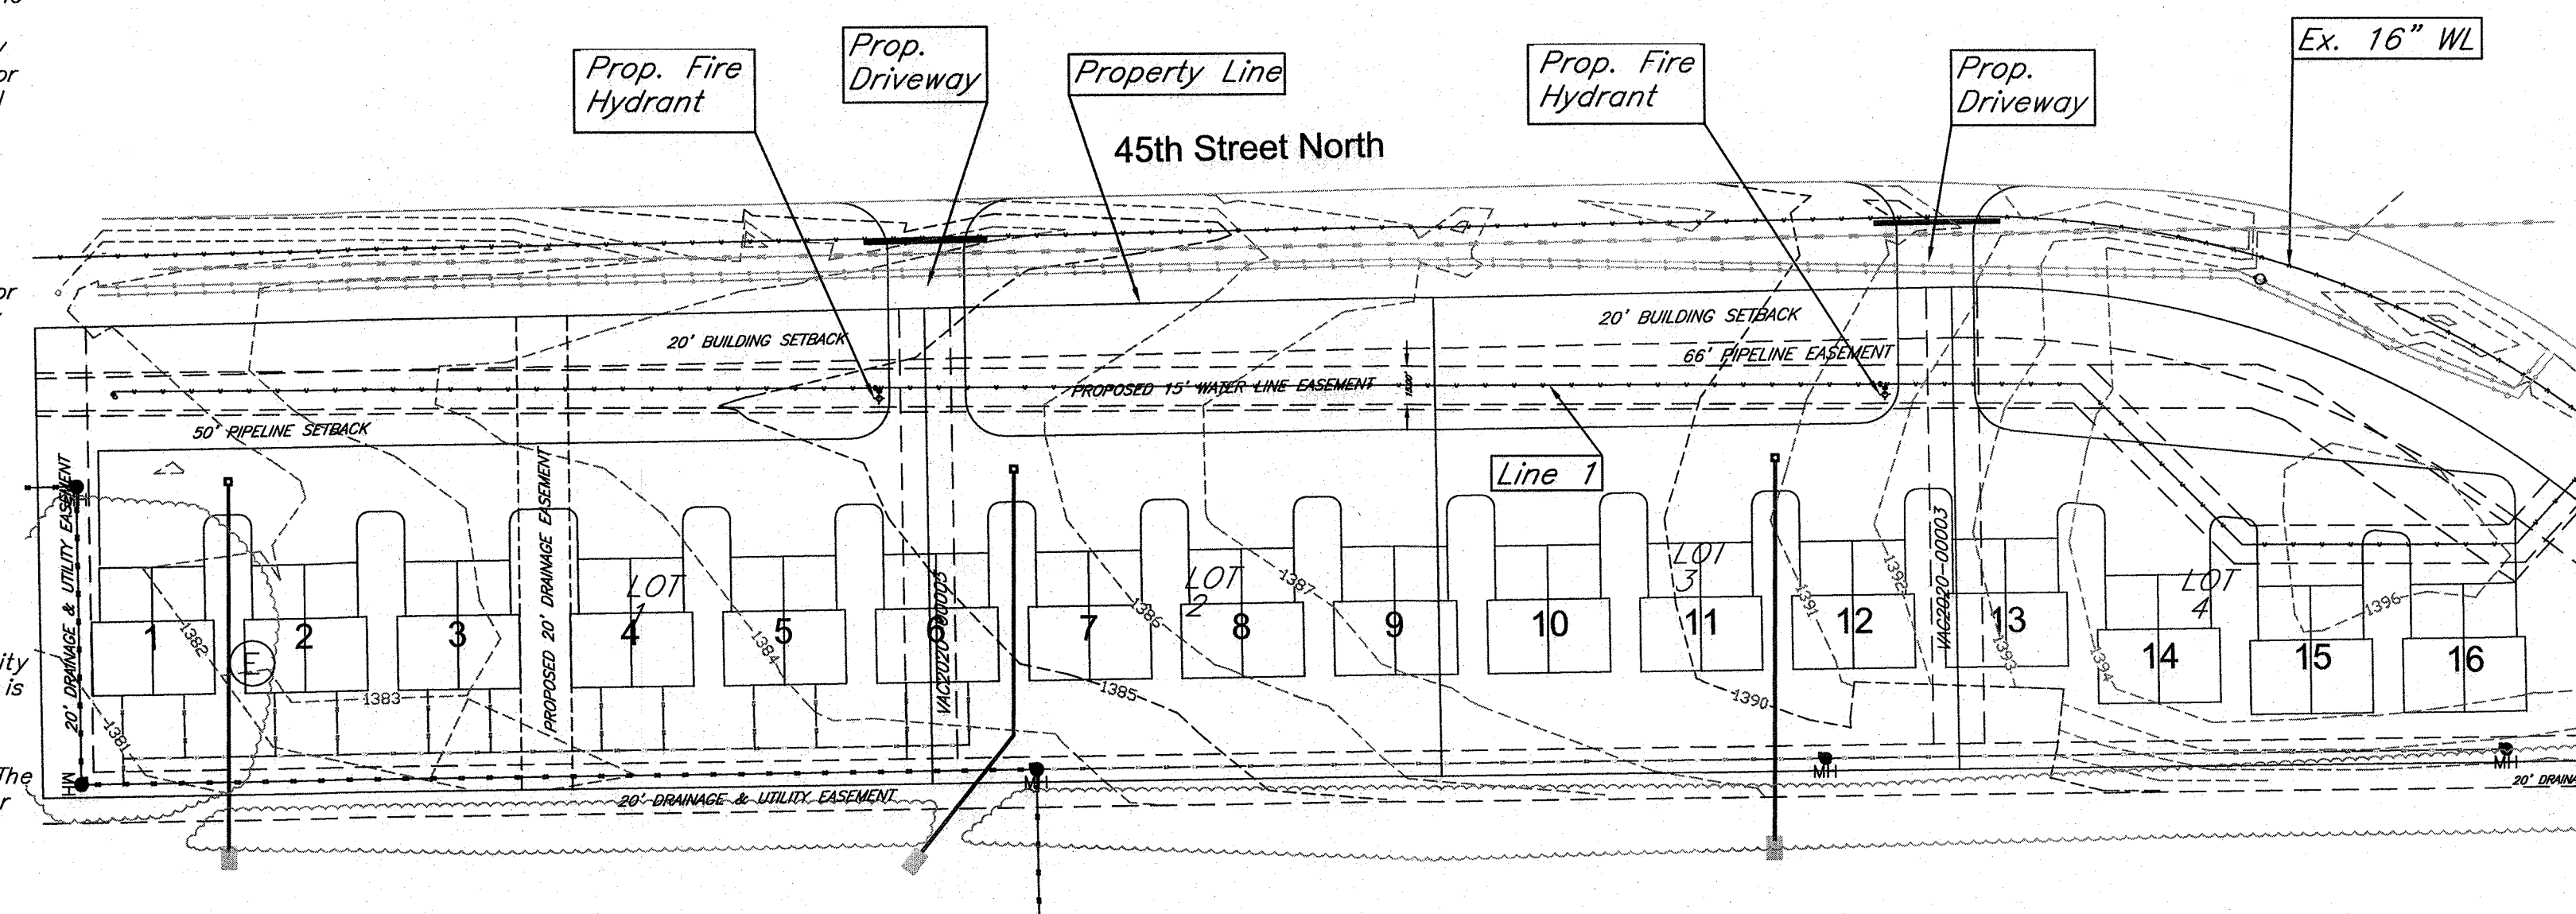 Prop. Fire
Hydrant
Prop.
Driveway
Property Line
Prop. Fire
Hydrant
Prop.
Driveway
Ex. 16" WL
45th Street North
or
or
20' BUILDING SETBACK
20' BUILDING SETBACK
66' PIPELINE EASEMENT
PROPOSED 15' WATER LINE EASEMENT
50' PIPELINE SETBACK
Line 1
20' DRAINAGE & UTILITY EASEMENT
PROPOSED 20' DRAINAGE EASEMENT
VAC2020-00003
LOT
1
LOT
2
LOT
3
LOT
4
1
2
3
4
5
6
7
8
9
10
11
12
13
14
15
16
E
1381
1382
1383
1384
1385
1386
1387
1390
1391
1392
1393
1394
1396
is
The
MH
MH
MH
MH
20' DRAINAGE & UTILITY EASEMENT